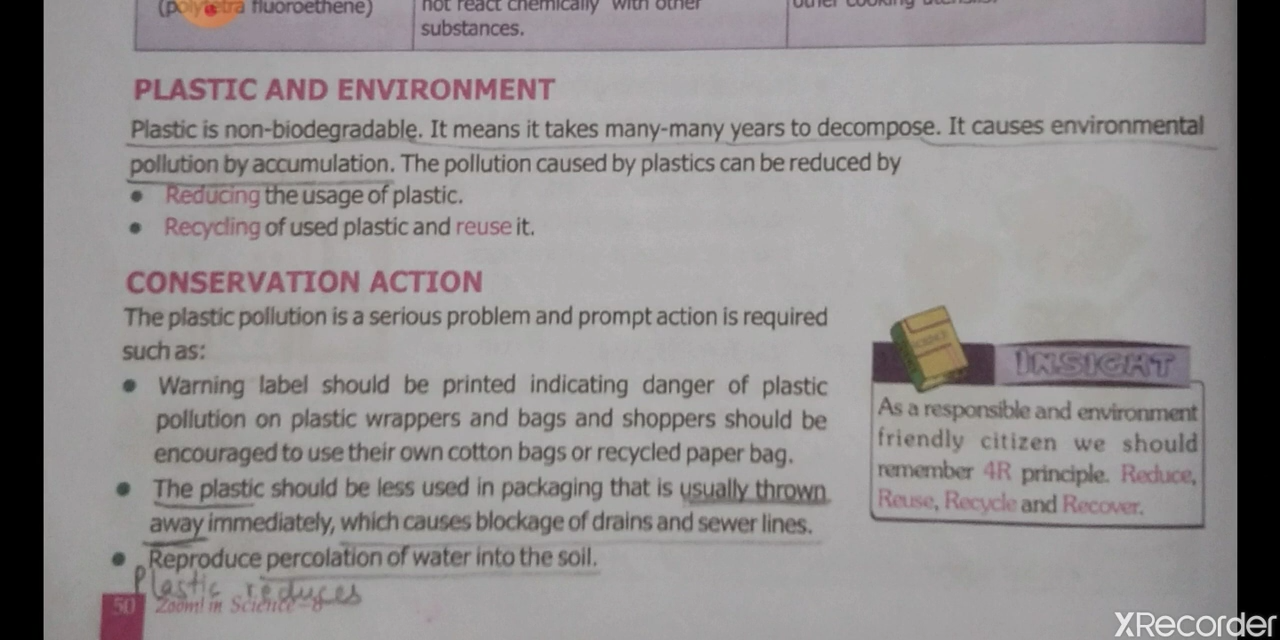 (polytetra fluoroethene)
not react chemically with other
substances.
other cooking utensils.
PLASTIC AND ENVIRONMENT
Plastic is non-biodegradable. It means it takes many-many years to decompose. It causes environmental
pollution by accumulation. The pollution caused by plastics can be reduced by
• Reducing the usage of plastic.
• Recycling of used plastic and reuse it.
CONSERVATION ACTION
The plastic pollution is a serious problem and prompt action is required
such as:
• Warning label should be printed indicating danger of plastic
pollution on plastic wrappers and bags and shoppers should be
encouraged to use their own cotton bags or recycled paper bag.
• The plastic should be less used in packaging that is usually thrown
away immediately, which causes blockage of drains and sewer lines.
• Reproduce percolation of water into the soil.
Plastic reduces
SCIENCE
INSIGHT
As a responsible and environment
friendly citizen we should
remember 4R principle. Reduce,
Reuse, Recycle and Recover.
50 Zoom! in Science–8
XRecorder